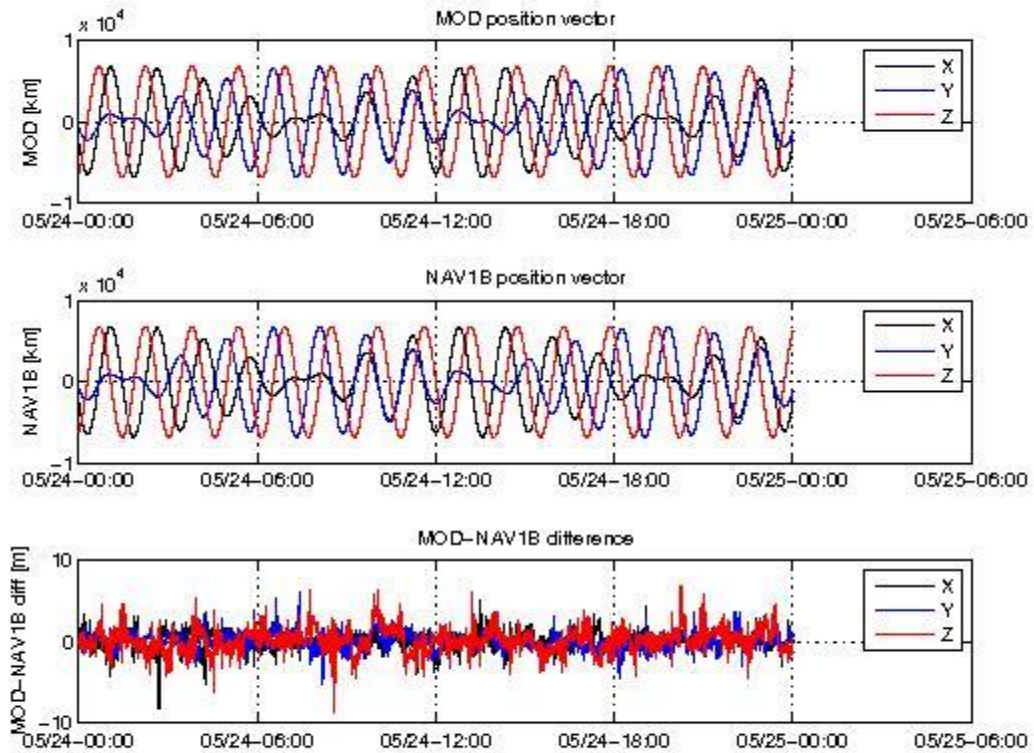 MOD position vector
x 10^4
1
0
−1
MOD [km]
X
Y
Z
05/24−00:00 05/24−06:00 05/24−12:00 05/24−18:00 05/25−00:00 05/25−06:00
NAV1B position vector
x 10^4
1
0
−1
NAV1B [km]
X
Y
Z
05/24−00:00 05/24−06:00 05/24−12:00 05/24−18:00 05/25−00:00 05/25−06:00
MOD−NAV1B difference
10
0
−10
MOD−NAV1B diff [m]
X
Y
Z
05/24−00:00 05/24−06:00 05/24−12:00 05/24−18:00 05/25−00:00 05/25−06:00